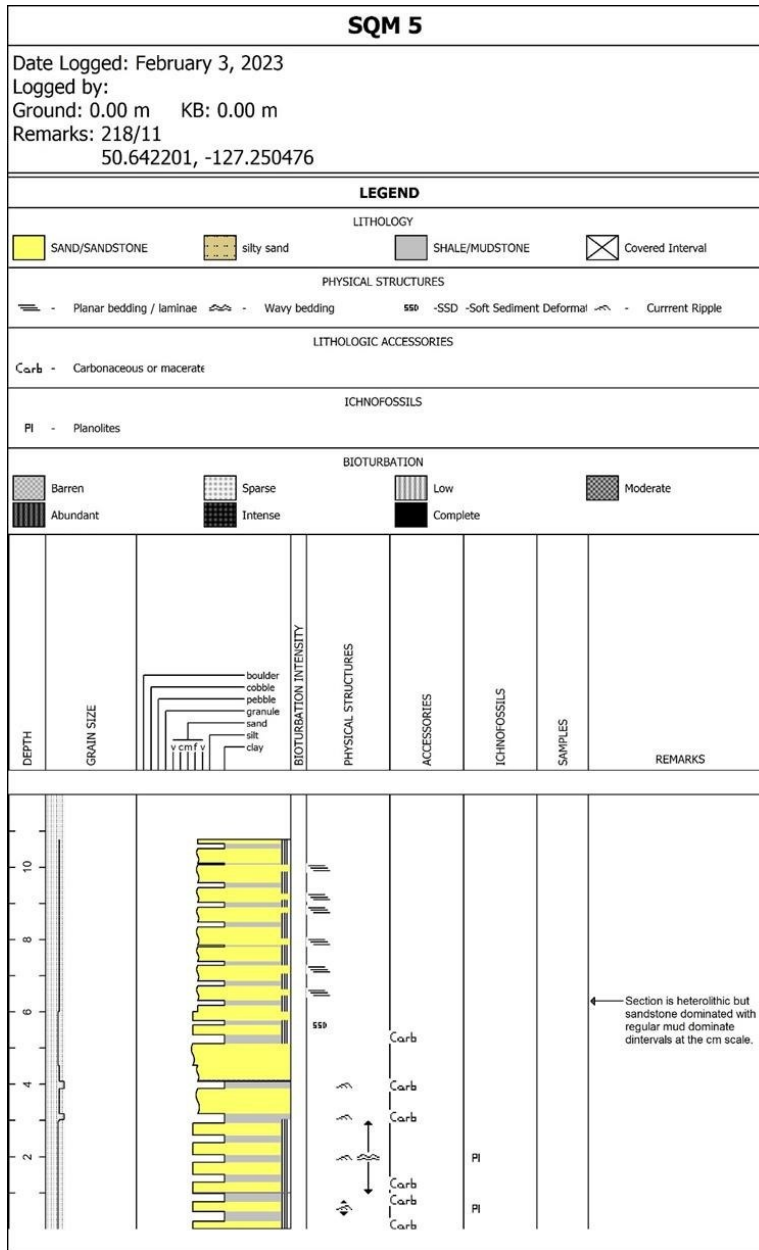 SQM 5
Date Logged: February 3, 2023
Logged by:
Ground: 0.00 m KB: 0.00 m
Remarks: 218/11
50.642201, -127.250476
LEGEND
LITHOLOGY
SAND/SANDSTONE silty sand SHALE/MUDSTONE Covered Interval
PHYSICAL STRUCTURES
- Planar bedding / laminae - Wavy bedding SSD -SSD -Soft Sediment Deformat - Currrent Ripple
LITHOLOGIC ACCESSORIES
Carb - Carbonaceous or macerate
ICHNOFOSSILS
Pl - Planolites
BIOTURBATION
Barren Sparse Low Moderate
Abundant Intense Complete
DEPTH
GRAIN SIZE
boulder
cobble
pebble
granule
sand
v c m f v silt
clay
BIOTURBATION INTENSITY
PHYSICAL STRUCTURES
ACCESSORIES
ICHNOFOSSILS
SAMPLES
REMARKS
10
8
6
Section is heterolithic but
sandstone dominated with
regular mud dominate
dintervals at the cm scale.
SSD
Carb
4
Carb
Carb
2
Pl
Carb
Carb
Pl
Carb